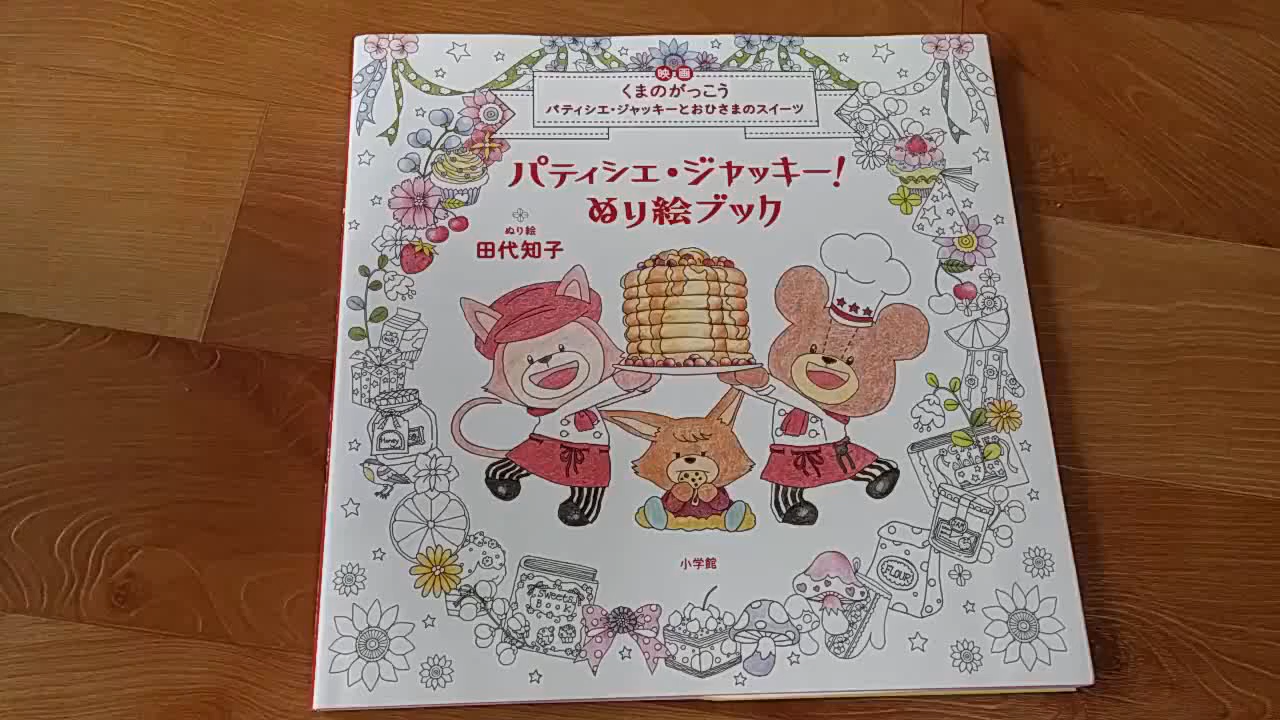 映画
くまのがっこう
パティシエ・ジャッキーとおひさまのスイーツ
パティシエ・ジャッキー!
ぬり絵ブック
ぬり絵
田代知子
Honey
FLOUR
JAM
Sweets
Book
小学館